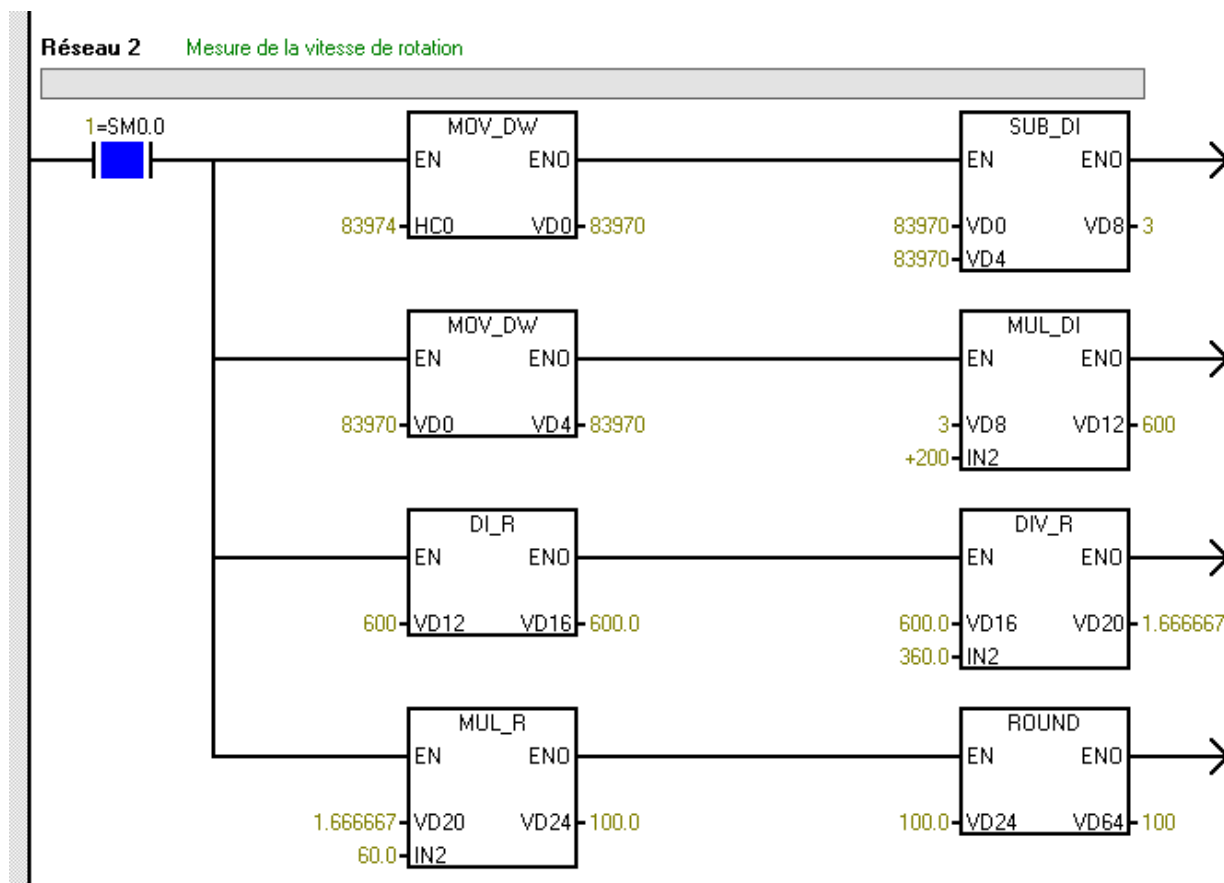 Réseau 2 Mesure de la vitesse de rotation
1=SM0.0
MOV_DW SUB_DI
EN ENO EN ENO
83974 HC0 VD0 83970 83970 VD0 VD8 3
83970 VD4
MOV_DW MUL_DI
EN ENO EN ENO
83970 VD0 VD4 83970 3 VD8 VD12 600
+200 IN2
DI_R DIV_R
EN ENO EN ENO
600 VD12 VD16 600.0 600.0 VD16 VD20 1.666667
360.0 IN2
MUL_R ROUND
EN ENO EN ENO
1.666667 VD20 VD24 100.0 100.0 VD24 VD64 100
60.0 IN2